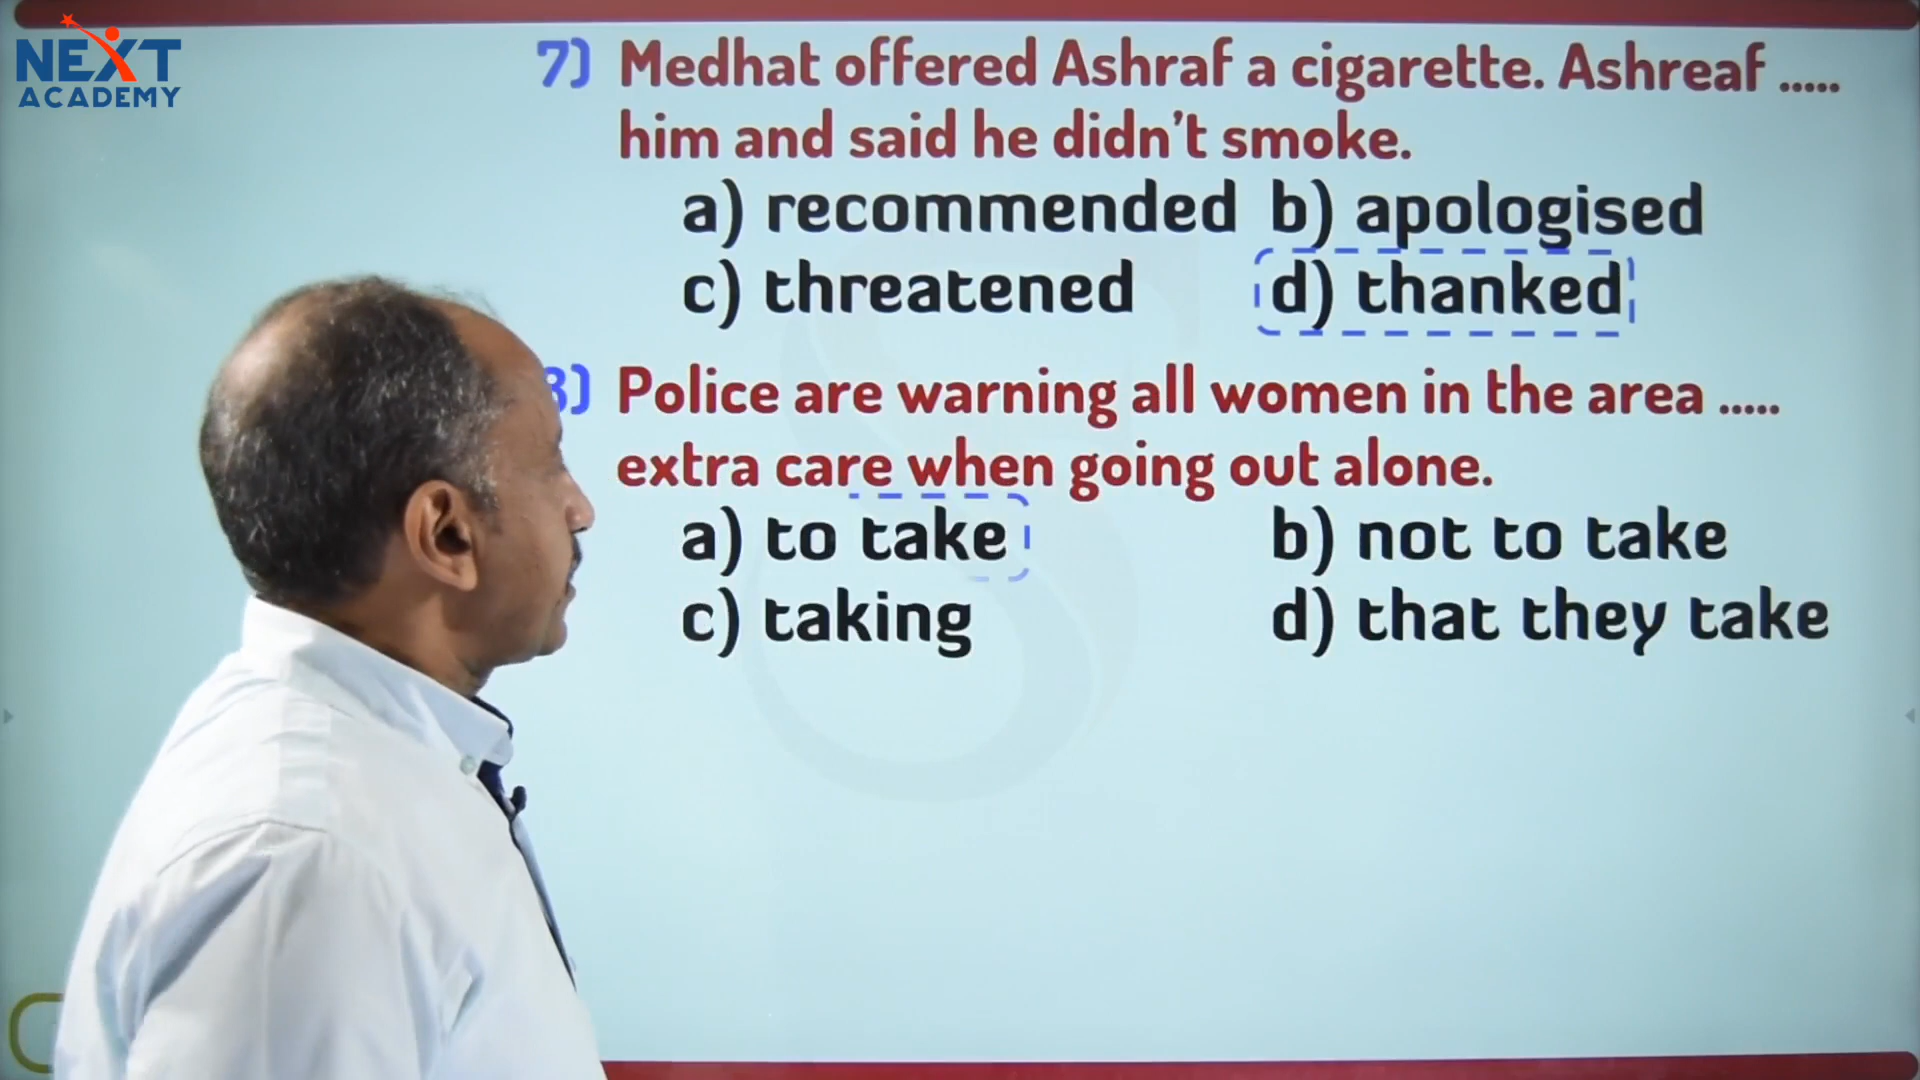 NEXT
ACADEMY
7) Medhat offered Ashraf a cigarette. Ashreaf .....
him and said he didn't smoke.
a) recommended b) apologised
c) threatened d) thanked
8) Police are warning all women in the area .....
extra care when going out alone.
a) to take b) not to take
c) taking d) that they take